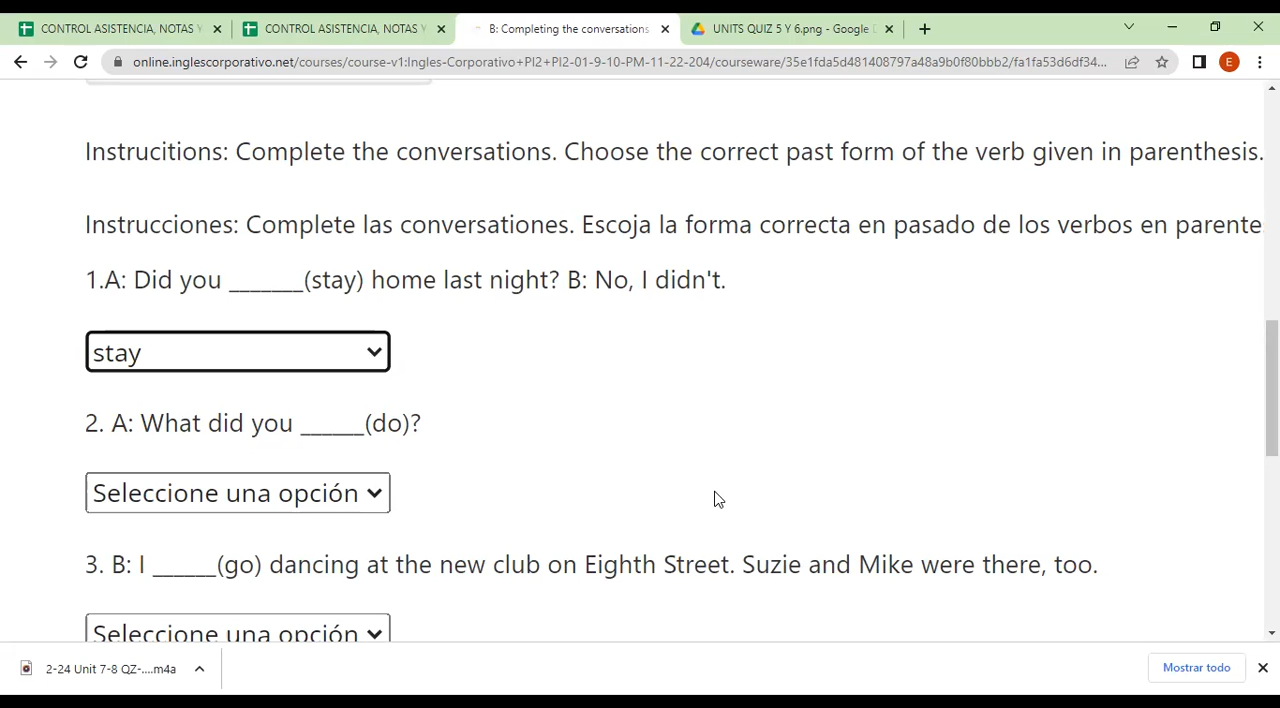 CONTROL ASISTENCIA, NOTAS Y
CONTROL ASISTENCIA, NOTAS Y
B: Completing the conversations
UNITS QUIZ 5 Y 6.png - Google D
online.inglescorporativo.net/courses/course-v1:Ingles-Corporativo+PI2+PI2-01-9-10-PM-11-22-204/courseware/35e1fda5d481408797a48a9b0f80bbb2/fa1fa53d6df34...
E
Instrucitions: Complete the conversations. Choose the correct past form of the verb given in parenthesis.
Instrucciones: Complete las conversationes. Escoja la forma correcta en pasado de los verbos en parente
1.A: Did you _______(stay) home last night? B: No, I didn't.
stay
2. A: What did you ______(do)?
Seleccione una opción
3. B: I ______(go) dancing at the new club on Eighth Street. Suzie and Mike were there, too.
Seleccione una opción
2-24 Unit 7-8 QZ-....m4a
Mostrar todo